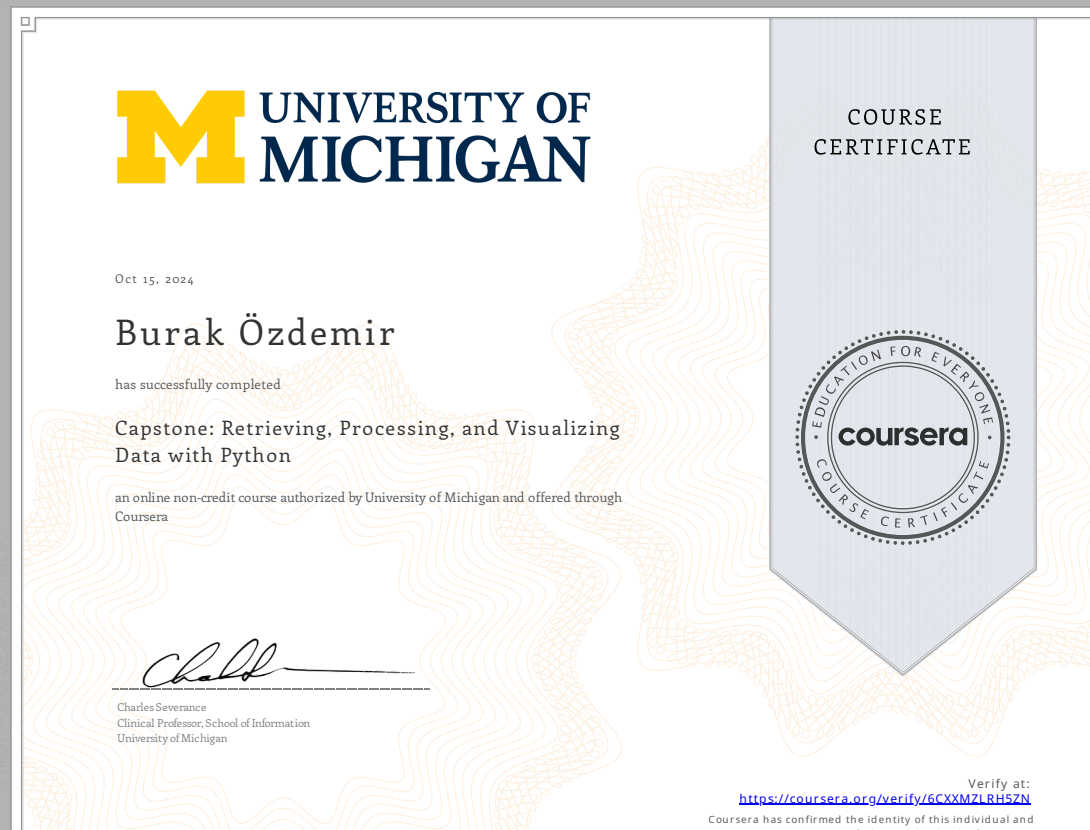 UNIVERSITY OF
MICHIGAN
COURSE
CERTIFICATE
Oct 15, 2024
Burak Özdemir
has successfully completed
Capstone: Retrieving, Processing, and Visualizing
Data with Python
an online non-credit course authorized by University of Michigan and offered through
Coursera
EDUCATION FOR EVERYONE
coursera
COURSE CERTIFICATE
Charles Severance
Clinical Professor, School of Information
University of Michigan
Verify at:
https://coursera.org/verify/6CXXMZLRH5ZN
Coursera has confirmed the identity of this individual and